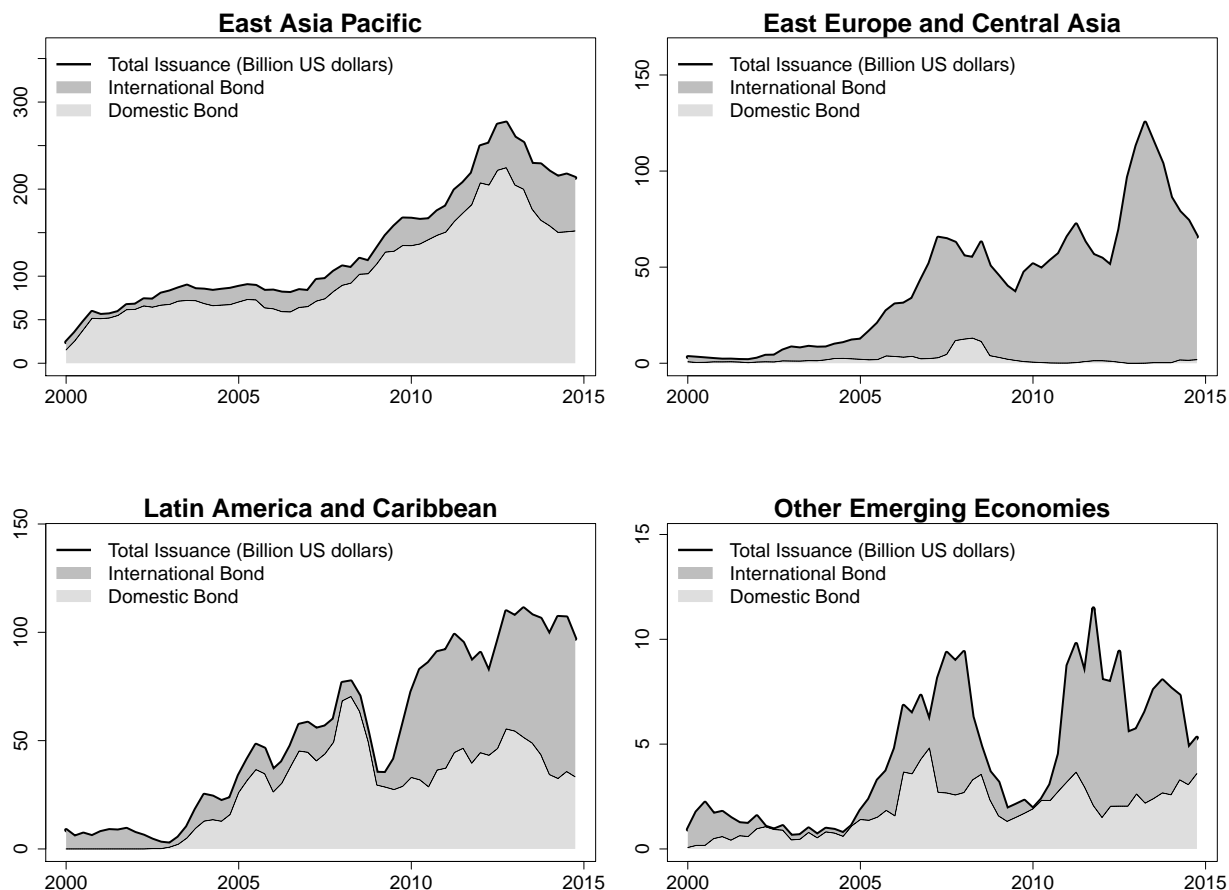 East Asia Pacific
Total Issuance (Billion US dollars)
International Bond
Domestic Bond
0
50
100
200
300
2000
2005
2010
2015
East Europe and Central Asia
Total Issuance (Billion US dollars)
International Bond
Domestic Bond
0
50
100
150
2000
2005
2010
2015
Latin America and Caribbean
Total Issuance (Billion US dollars)
International Bond
Domestic Bond
0
50
100
150
2000
2005
2010
2015
Other Emerging Economies
Total Issuance (Billion US dollars)
International Bond
Domestic Bond
0
5
10
15
2000
2005
2010
2015